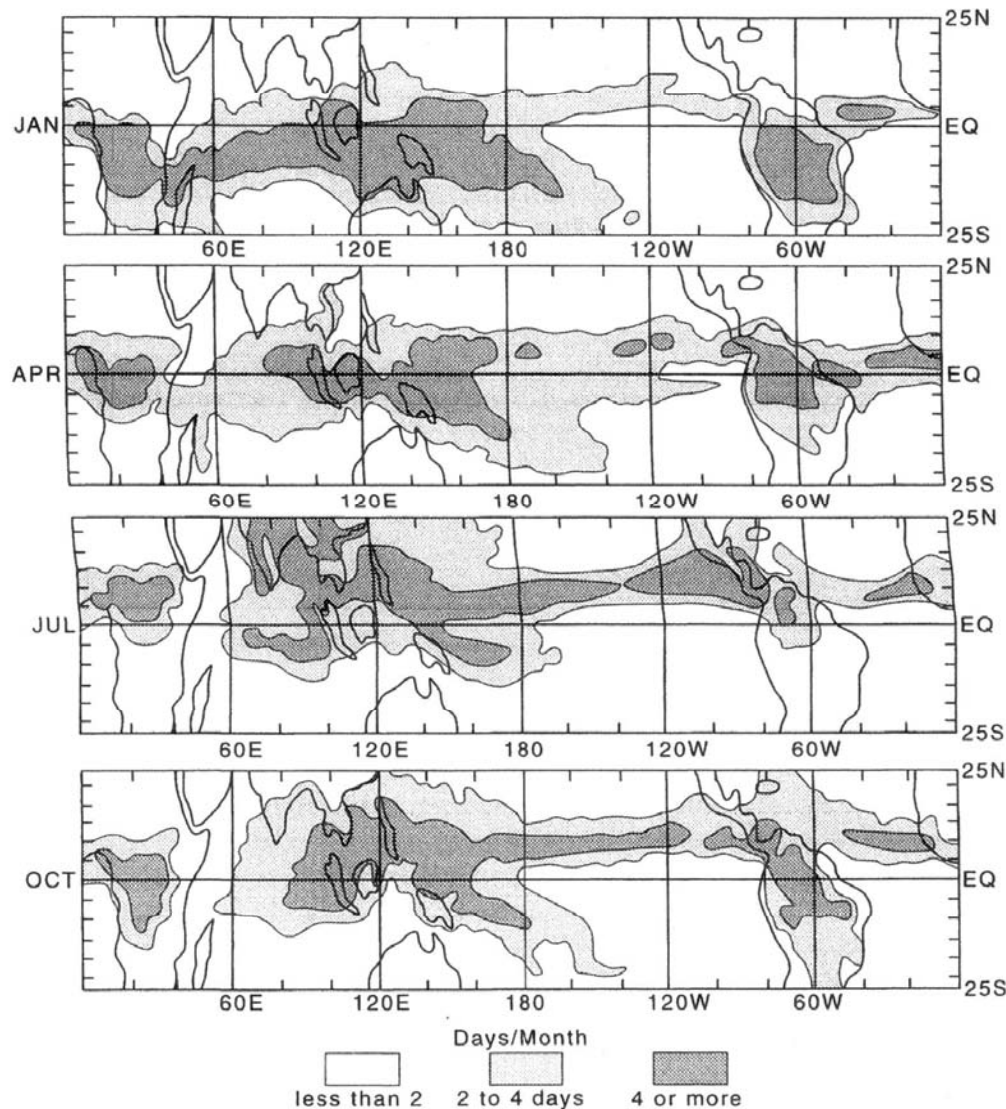 25N
JAN EQ
25S
60E 120E 180 120W 60W
25N
APR EQ
25S
60E 120E 180 120W 60W
25N
JUL EQ
25S
60E 120E 180 120W 60W
25N
OCT EQ
25S
60E 120E 180 120W 60W
Days/Month
less than 2 2 to 4 days 4 or more